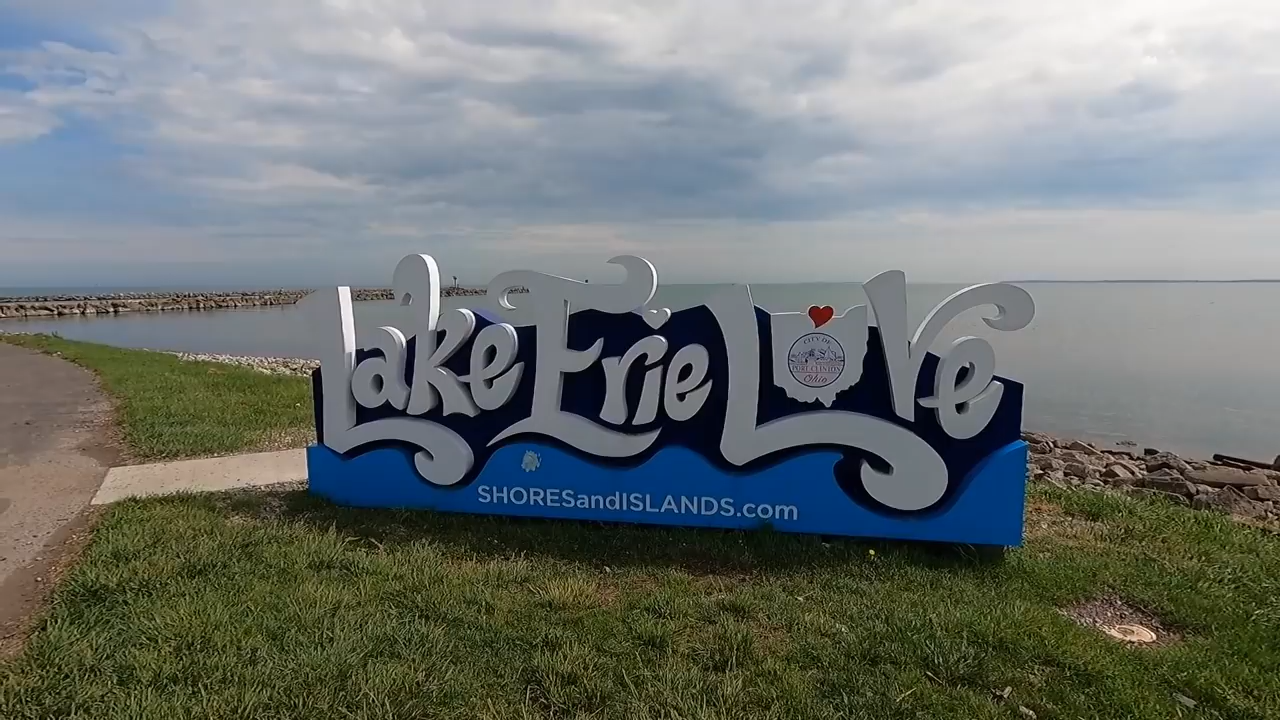 Lake Erie Love
CITY OF
PORT CLINTON
Ohio
SHORESandISLANDS.com